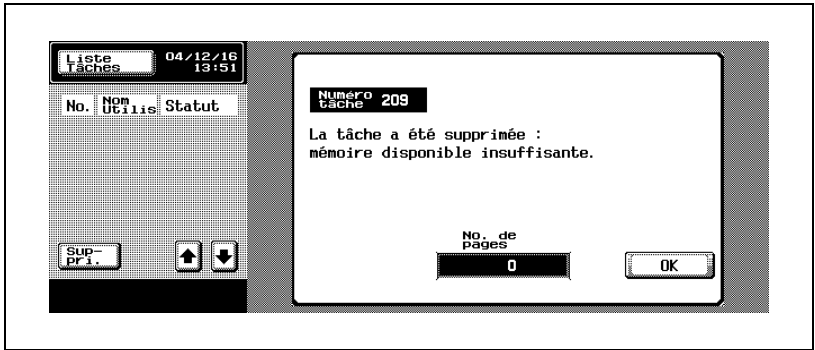 Liste
Tâches
04/12/16
13:51
No. Nom
Utilis Statut
Sup-
pri.
Numéro
tâche 209
La tâche a été supprimée :
mémoire disponible insuffisante.
No. de
pages
0
OK